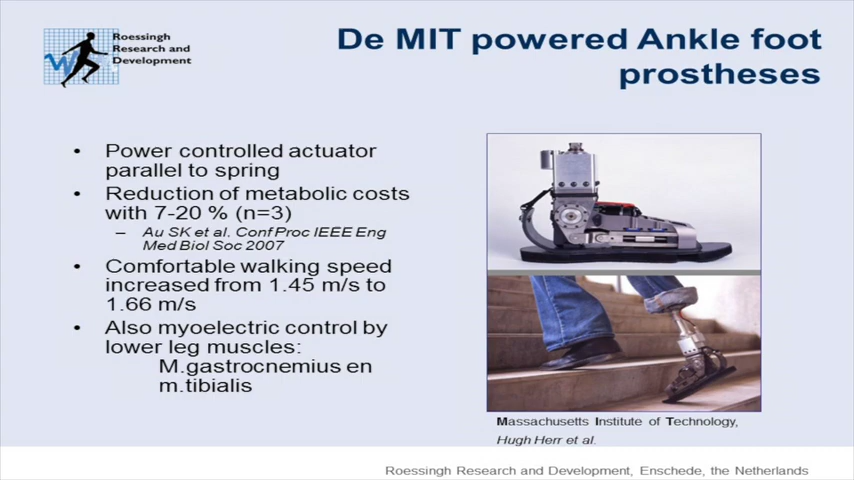 Roessingh
Research and
Development
De MIT powered Ankle foot
prostheses
• Power controlled actuator
parallel to spring
• Reduction of metabolic costs
with 7-20 % (n=3)
– Au SK et al. ConfProc IEEE Eng
Med Biol Soc 2007
• Comfortable walking speed
increased from 1.45 m/s to
1.66 m/s
• Also myoelectric control by
lower leg muscles:
M.gastrocnemius en
m.tibialis
Massachusetts Institute of Technology,
Hugh Herr et al.
Roessingh Research and Development, Enschede, the Netherlands